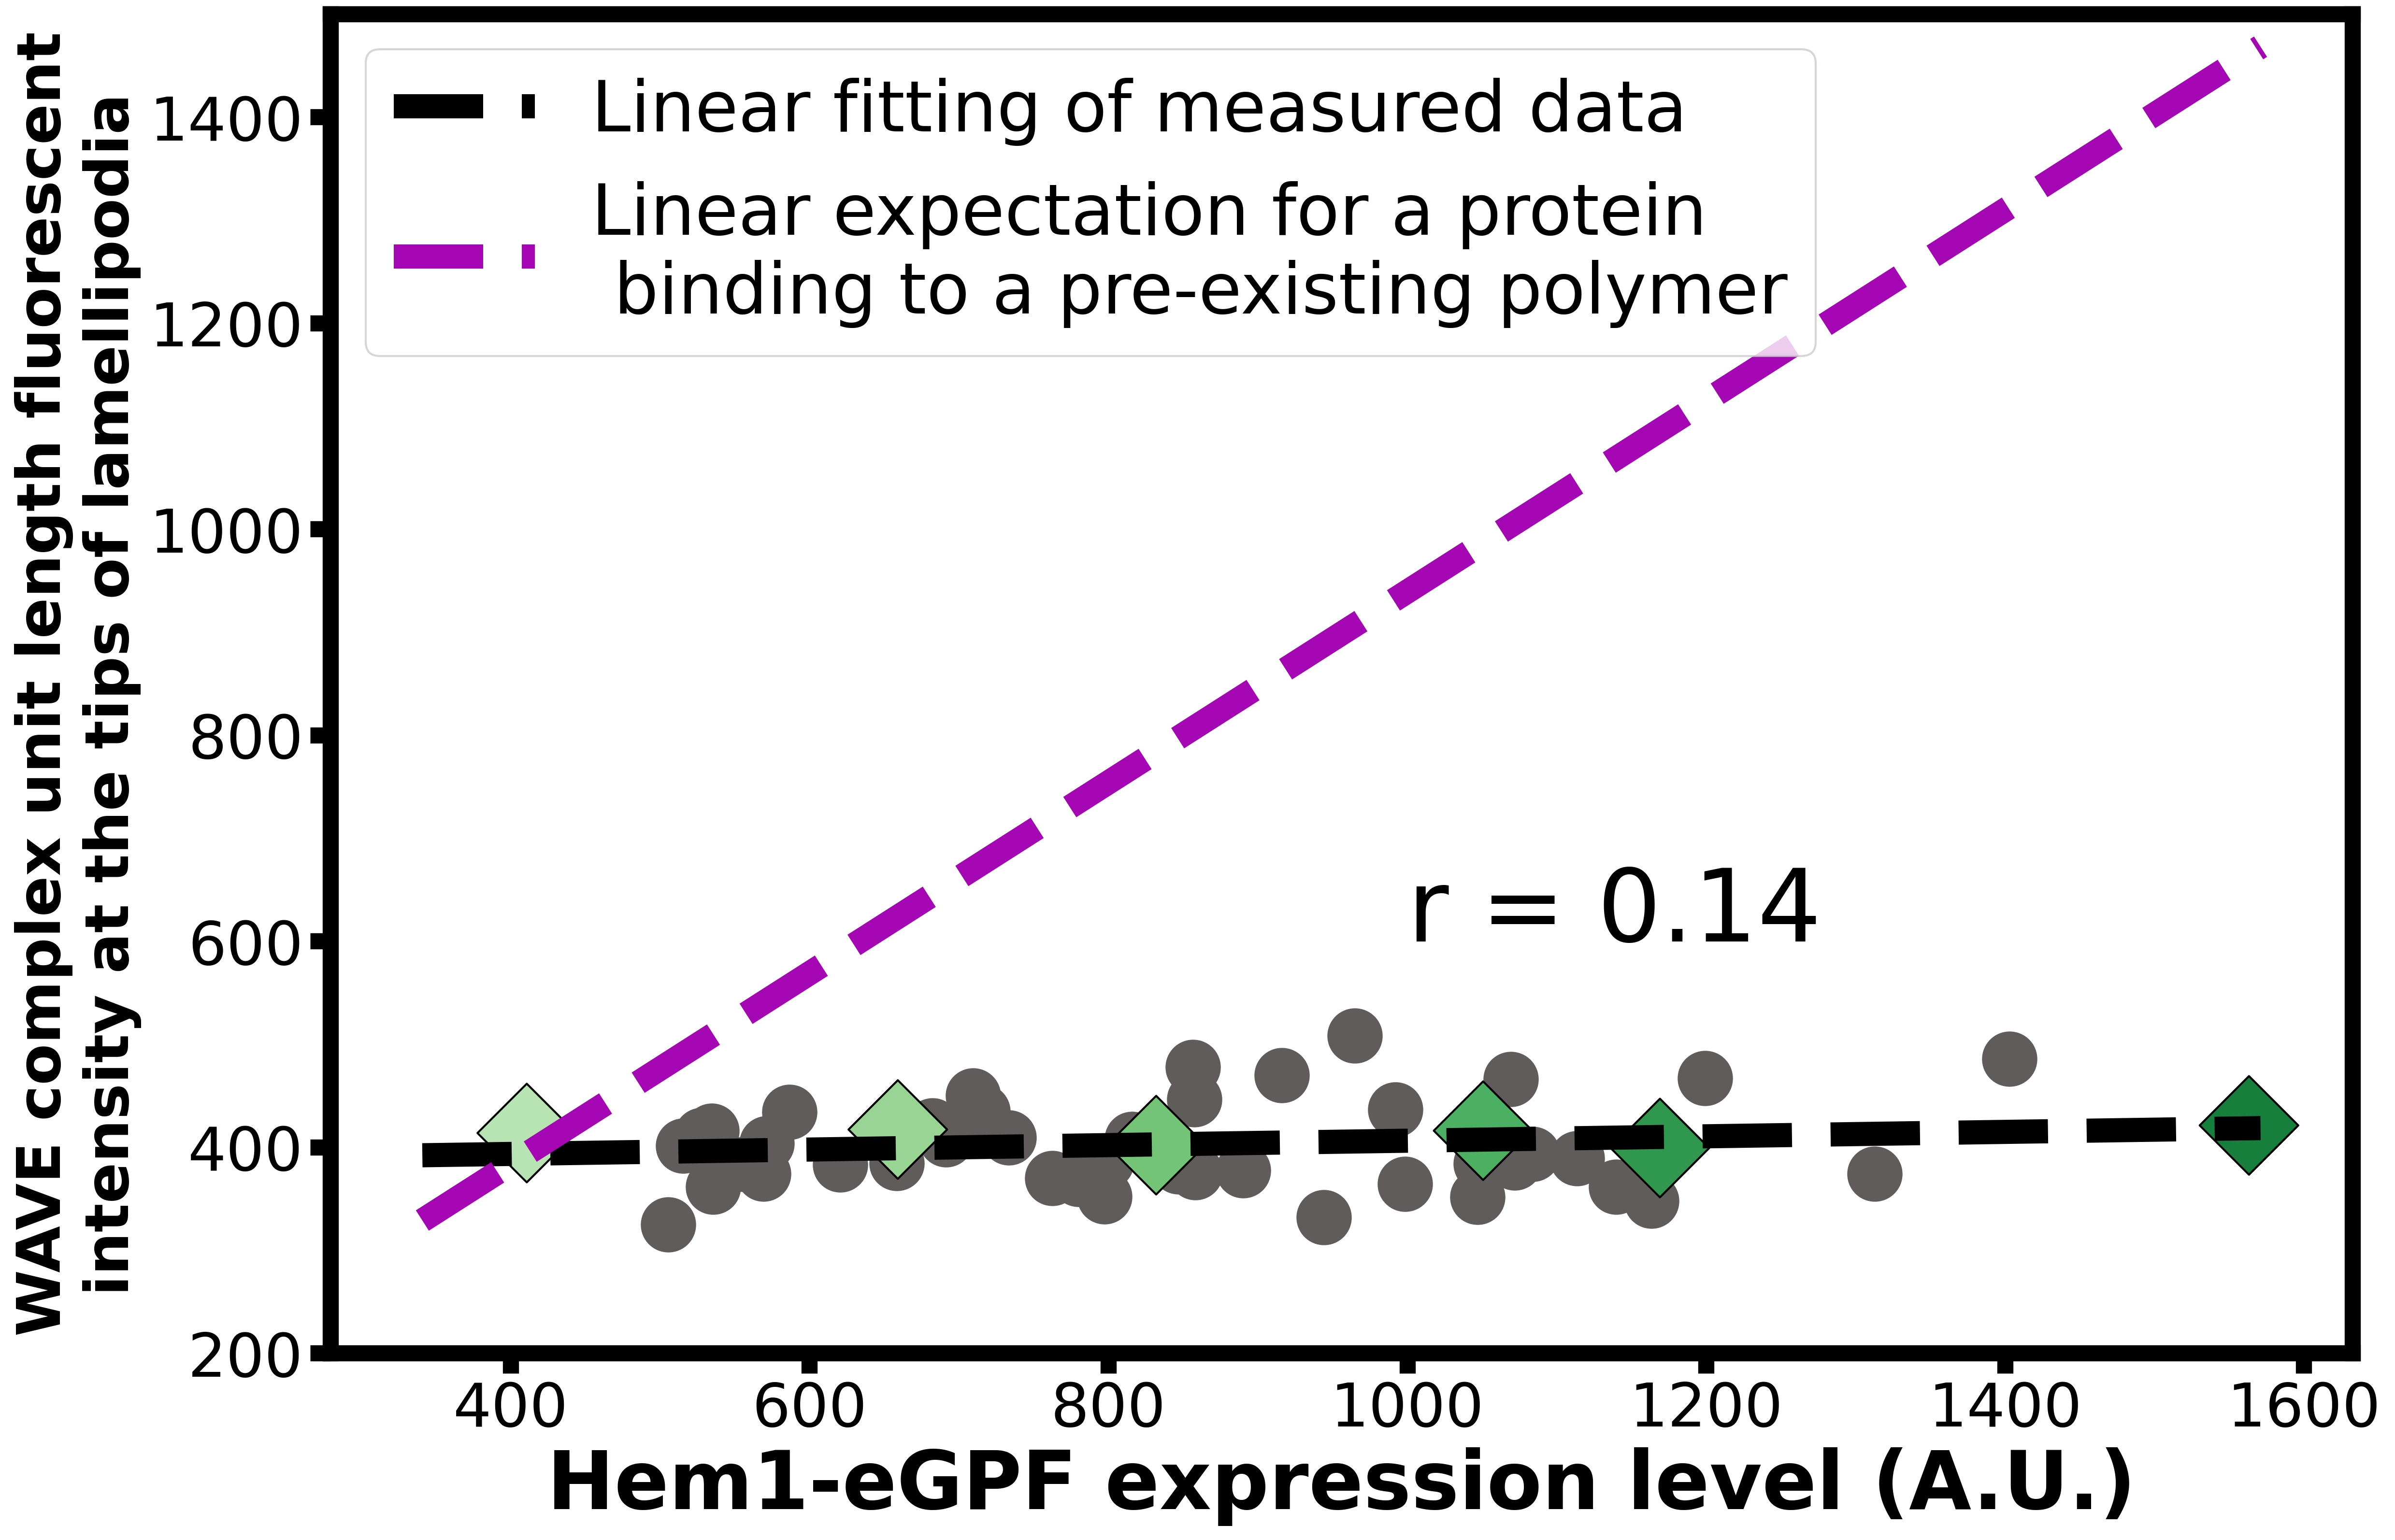 WAVE complex unit length fluorescent
intensity at the tips of lamellipodia
1400
1200
1000
800
600
400
200
Linear fitting of measured data
Linear expectation for a protein
binding to a pre-existing polymer
r = 0.14
400 600 800 1000 1200 1400 1600
Hem1-eGPF expression level (A.U.)